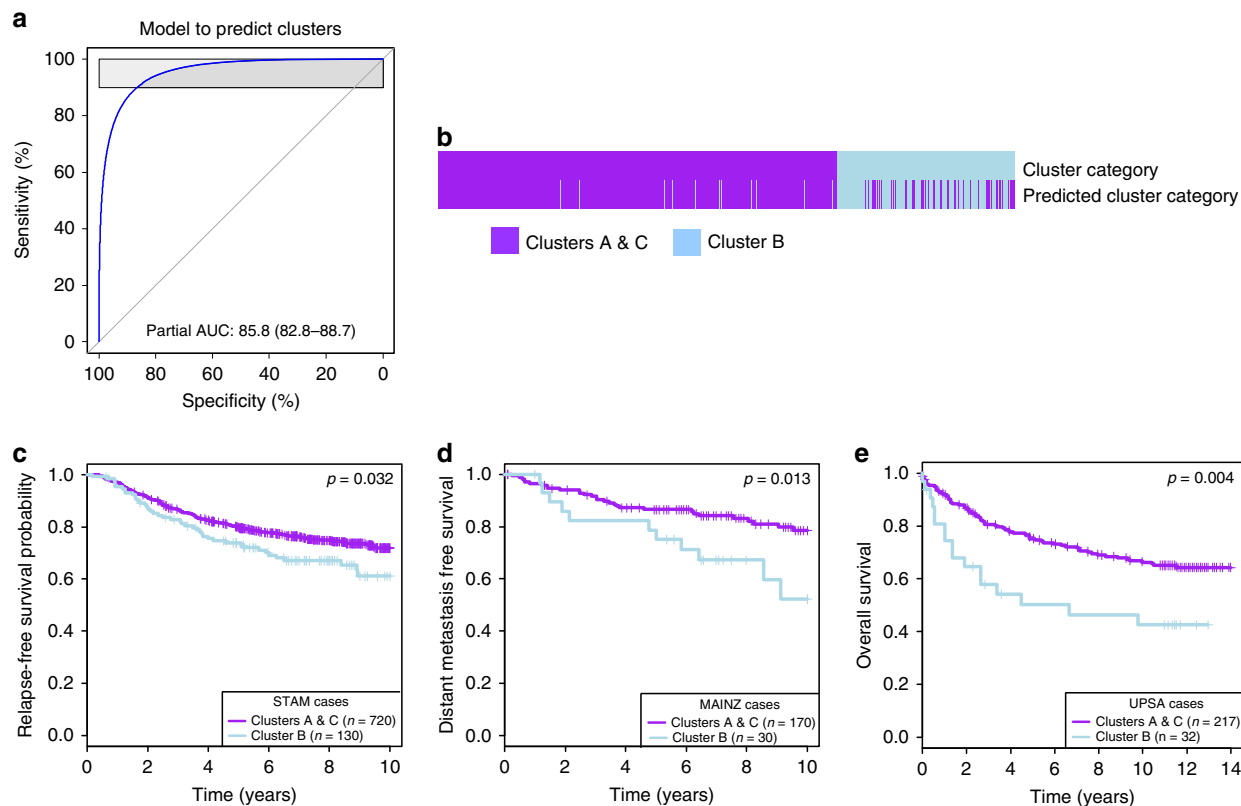 a
Model to predict clusters
100
80
60
40
20
0
Sensitivity (%)
Partial AUC: 85.8 (82.8–88.7)
100 80 60 40 20 0
Specificity (%)
b
Cluster category
Predicted cluster category
Clusters A & C
Cluster B
c
1.0
0.8
0.6
0.4
0.2
0.0
Relapse-free survival probability
p = 0.032
STAM cases
Clusters A & C (n = 720)
Cluster B (n = 130)
0 2 4 6 8 10
Time (years)
d
1.0
0.8
0.6
0.4
0.2
0.0
Distant metastasis free survival
p = 0.013
MAINZ cases
Clusters A & C (n = 170)
Cluster B (n = 30)
0 2 4 6 8 10
Time (years)
e
1.0
0.8
0.6
0.4
0.2
0.0
Overall survival
p = 0.004
UPSA cases
Clusters A & C (n = 217)
Cluster B (n = 32)
0 2 4 6 8 10 12 14
Time (years)